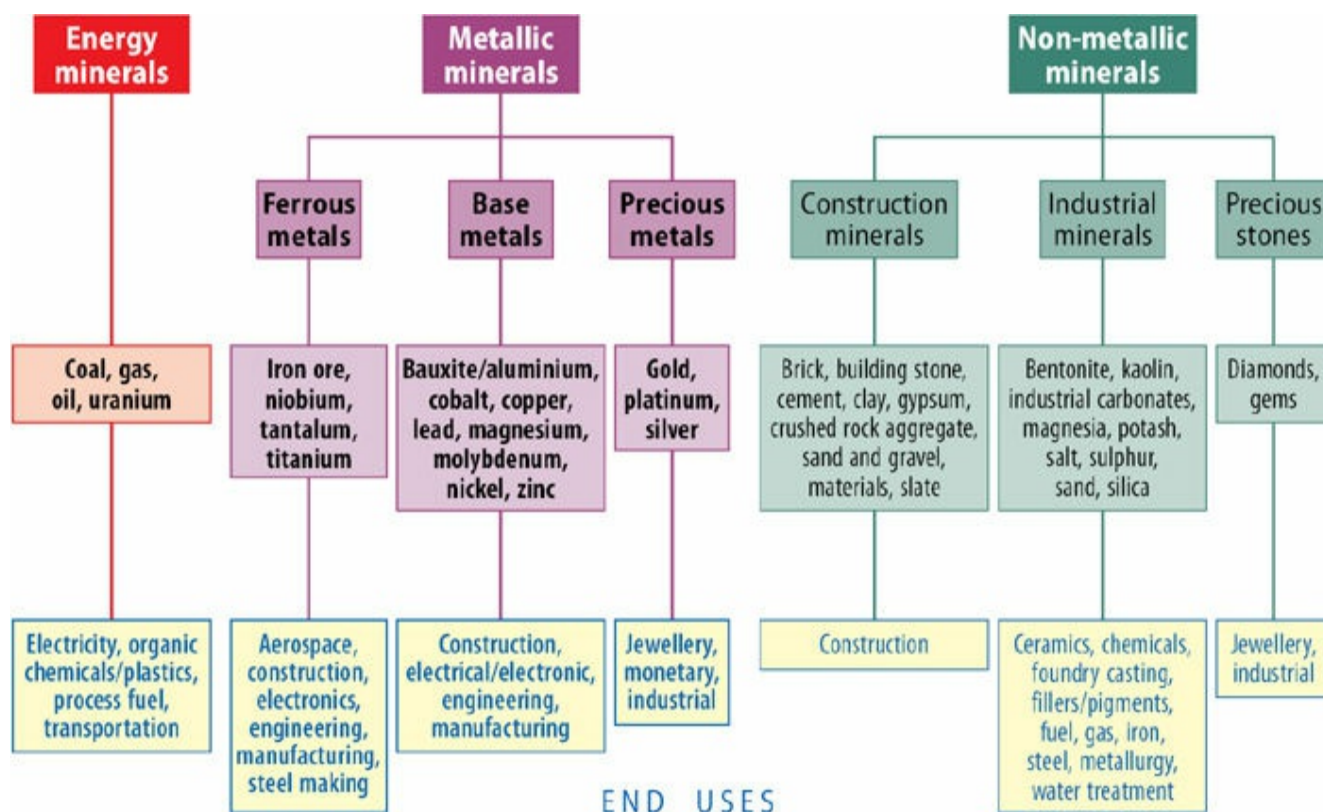 Energy
minerals
Metallic
minerals
Non-metallic
minerals
Ferrous
metals
Base
metals
Precious
metals
Construction
minerals
Industrial
minerals
Precious
stones
Coal, gas,
oil, uranium
Iron ore,
niobium,
tantalum,
titanium
Bauxite/aluminium,
cobalt, copper,
lead, magnesium,
molybdenum,
nickel, zinc
Gold,
platinum,
silver
Brick, building stone,
cement, clay, gypsum,
crushed rock aggregate,
sand and gravel,
materials, slate
Bentonite, kaolin,
industrial carbonates,
magnesia, potash,
salt, sulphur,
sand, silica
Diamonds,
gems
Electricity, organic
chemicals/plastics,
process fuel,
transportation
Aerospace,
construction,
electronics,
engineering,
manufacturing,
steel making
Construction,
electrical/electronic,
engineering,
manufacturing
Jewellery,
monetary,
industrial
Construction
Ceramics, chemicals,
foundry casting,
fillers/pigments,
fuel, gas, iron,
steel, metallurgy,
water treatment
Jewellery,
industrial
END USES